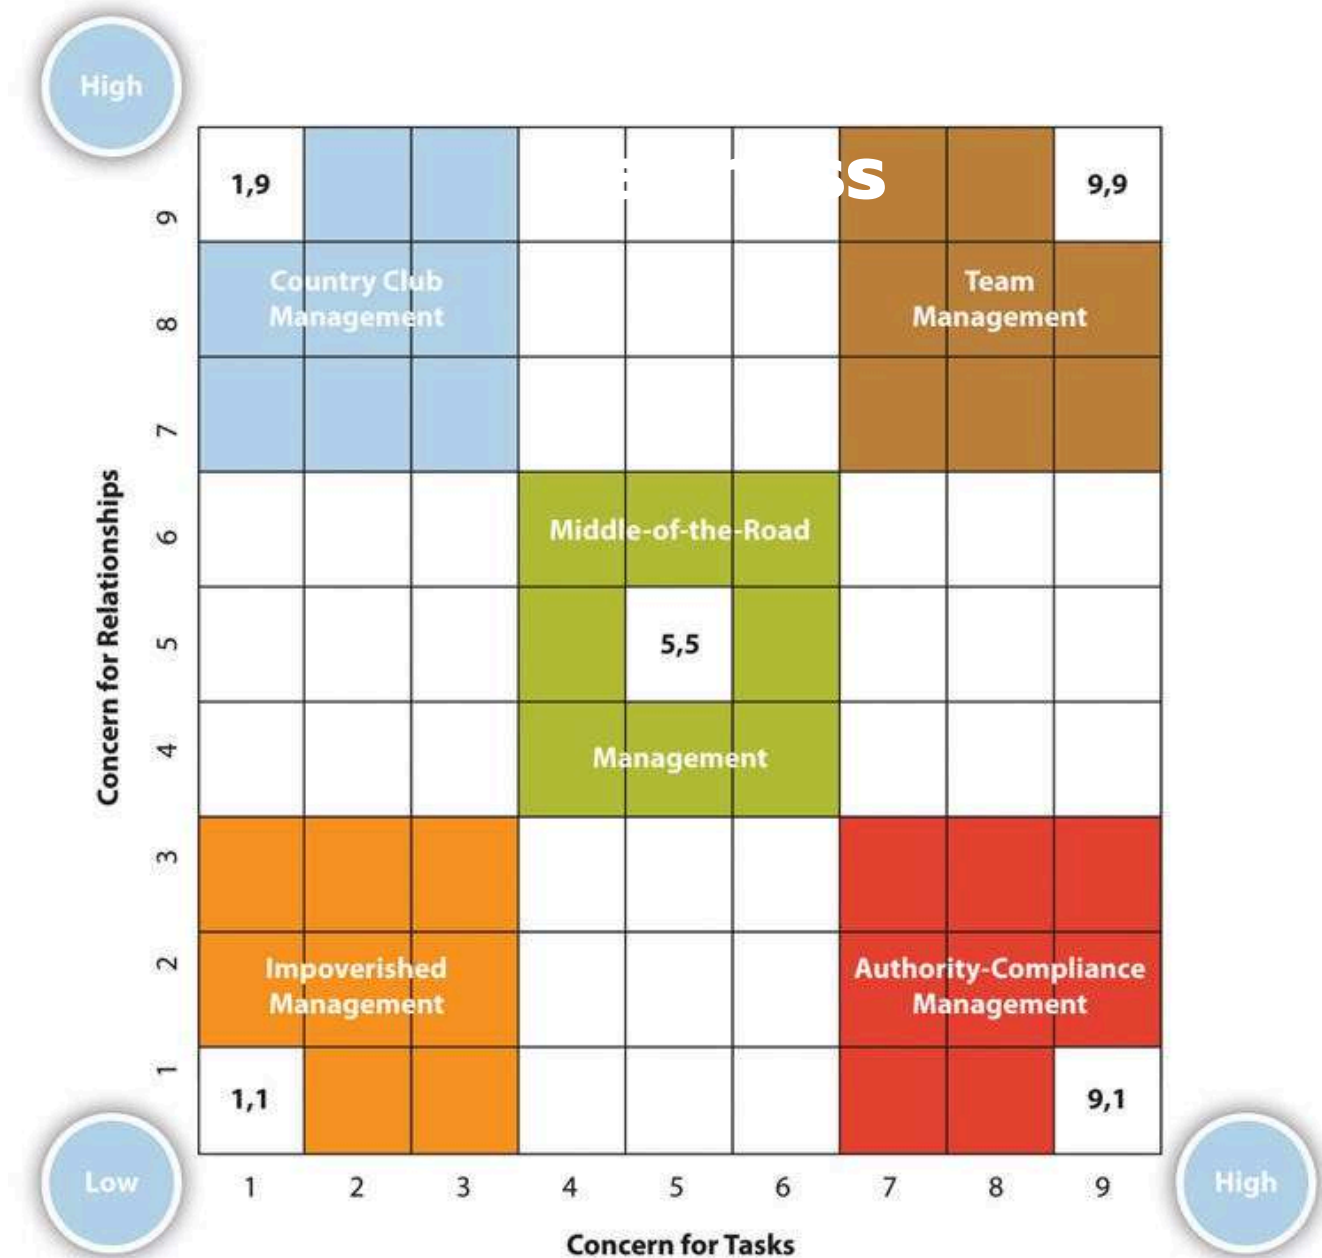 High
1,9
9,9
9
Country Club
Management
Team
Management
8
7
Concern for Relationships
6
Middle-of-the-Road
5
5,5
4
Management
3
2
Impoverished
Management
Authority-Compliance
Management
1
1,1
9,1
Low
1 2 3 4 5 6 7 8 9
High
Concern for Tasks